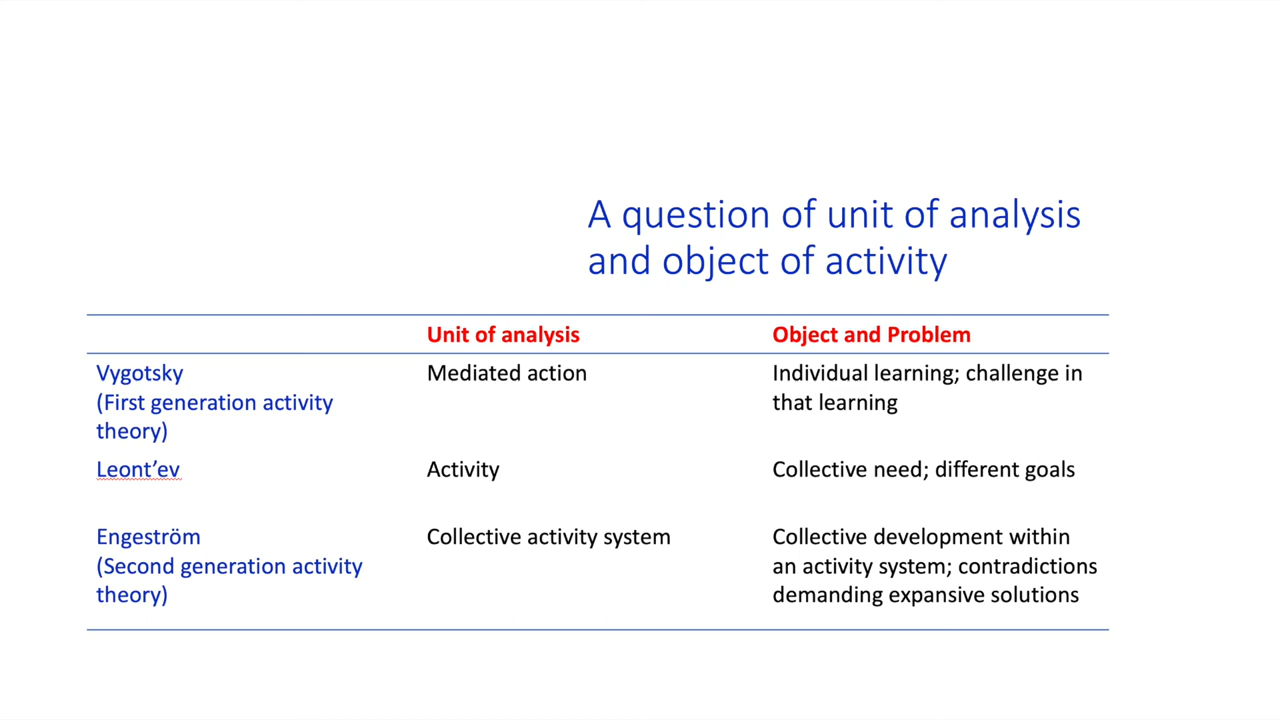 A question of unit of analysis
and object of activity
Unit of analysis
Object and Problem
Vygotsky
(First generation activity
theory)
Mediated action
Individual learning; challenge in
that learning
Leont’ev
Activity
Collective need; different goals
Engeström
(Second generation activity
theory)
Collective activity system
Collective development within
an activity system; contradictions
demanding expansive solutions